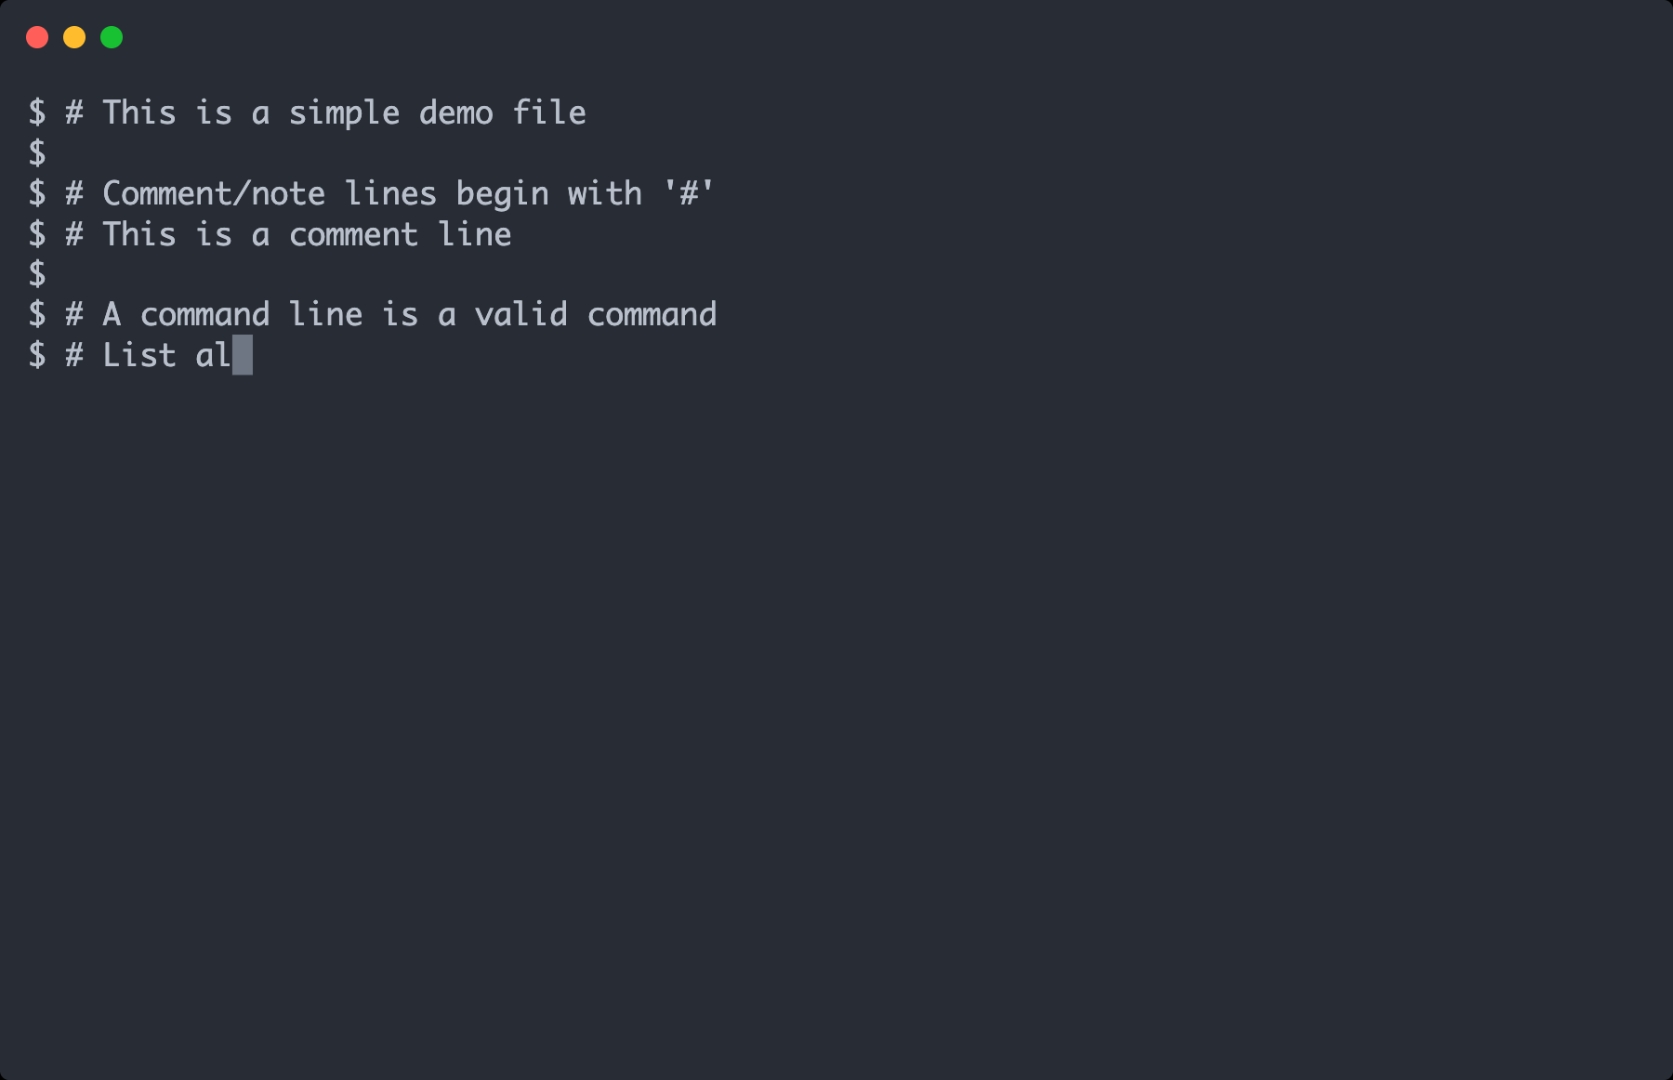 $ # This is a simple demo file
$
$ # Comment/note lines begin with '#'
$ # This is a comment line
$
$ # A command line is a valid command
$ # List al